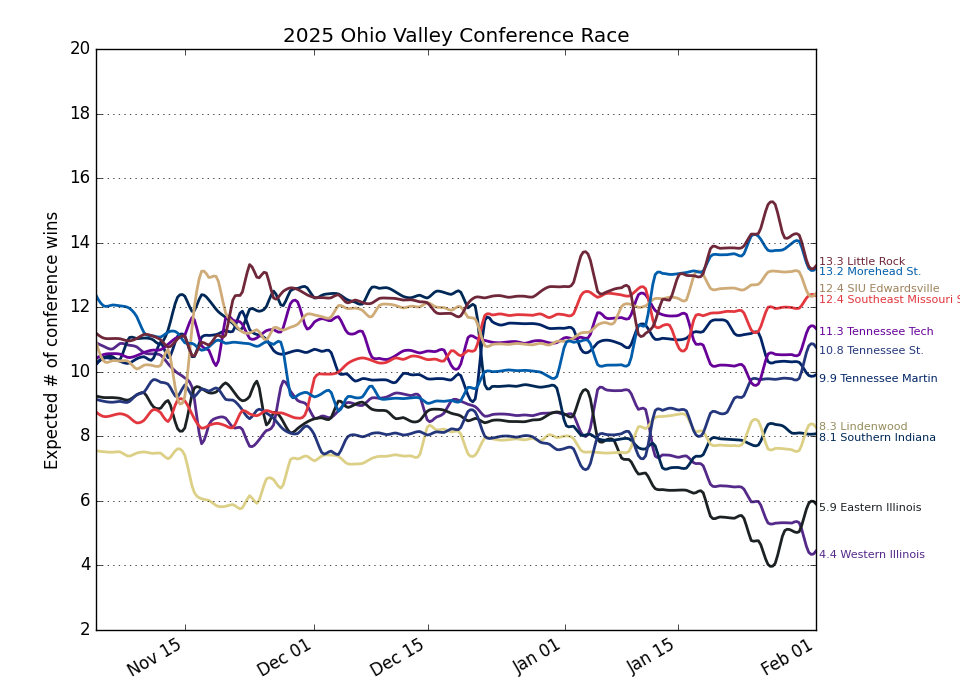 2025 Ohio Valley Conference Race
Expected # of conference wins
20
18
16
14
12
10
8
6
4
2
Nov 15
Dec 01
Dec 15
Jan 01
Jan 15
Feb 01
13.3 Little Rock
13.2 Morehead St.
12.4 SIU Edwardsville
12.4 Southeast Missouri S
11.3 Tennessee Tech
10.8 Tennessee St.
9.9 Tennessee Martin
8.3 Lindenwood
8.1 Southern Indiana
5.9 Eastern Illinois
4.4 Western Illinois